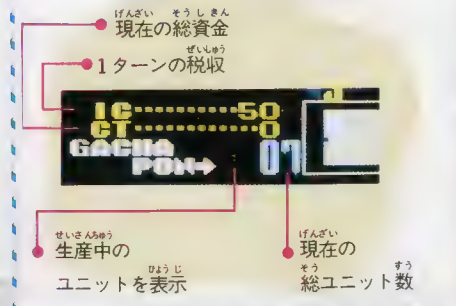 現在の総資金
1ターンの税収
IC………50
CT………0
GACHA
PON→ 07
生産中の
ユニットを表示
現在の
総ユニット数